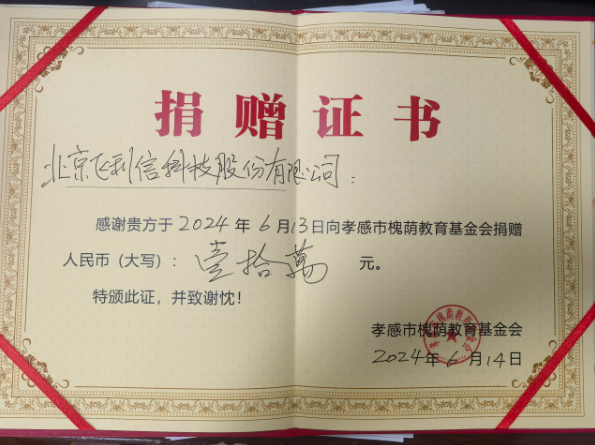 捐赠证书
北京飞利信科技股份有限公司：
感谢贵方于2024年6月13日向孝感市槐荫教育基金会捐赠
人民币（大写）：壹拾萬元。
特颁此证，并致谢忱！
孝感市槐荫教育基金会
2024年6月14日